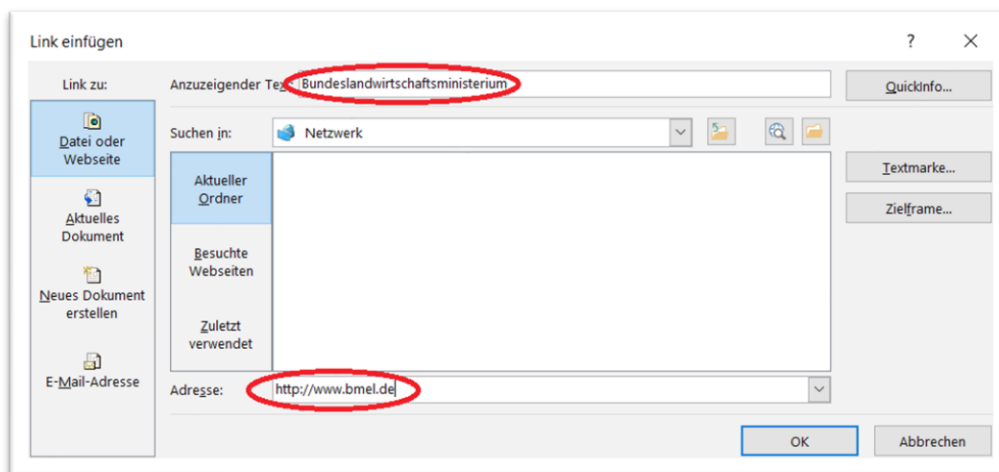 Link einfügen
?
Link zu:
Anzuzeigender Text: Bundeslandwirtschaftsministerium
QuickInfo...
Datei oder
Webseite
Suchen in: Netzwerk
Aktueller
Ordner
Textmarke...
Zielframe...
Aktuelles
Dokument
Besuchte
Webseiten
Neues Dokument
erstellen
Zuletzt
verwendet
E-Mail-Adresse
Adresse: http://www.bmel.de
OK
Abbrechen